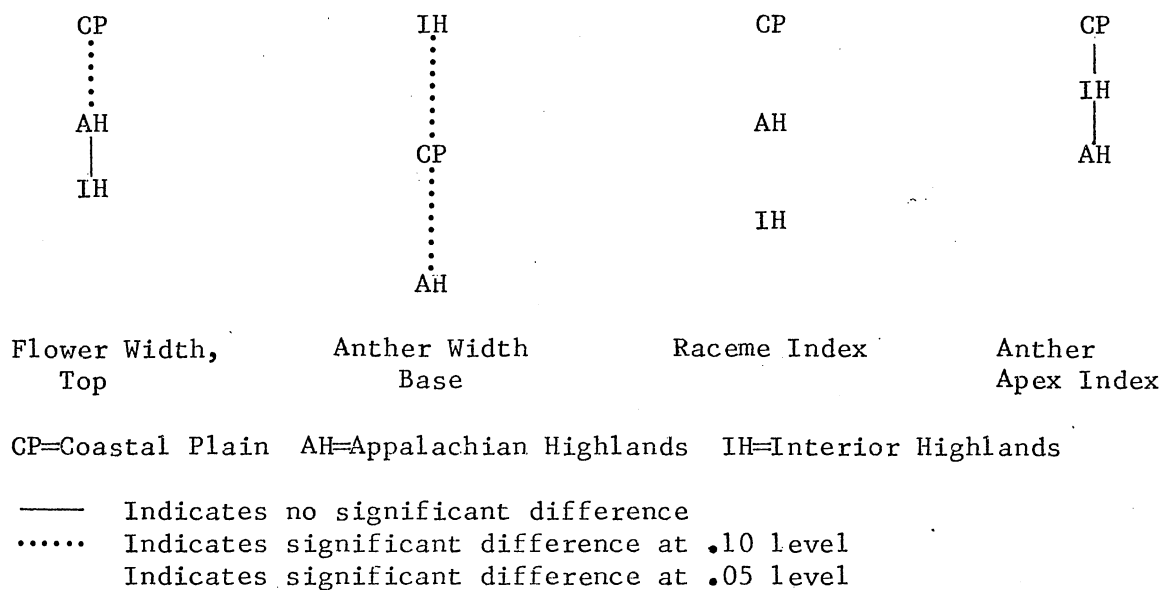 CP IH CP CP
IH
AH AH
CP AH
IH
IH
AH
Flower Width, Anther Width Raceme Index Anther
Top Base Apex Index
CP=Coastal Plain AH=Appalachian Highlands IH=Interior Highlands
—— Indicates no significant difference
...... Indicates significant difference at .10 level
Indicates significant difference at .05 level